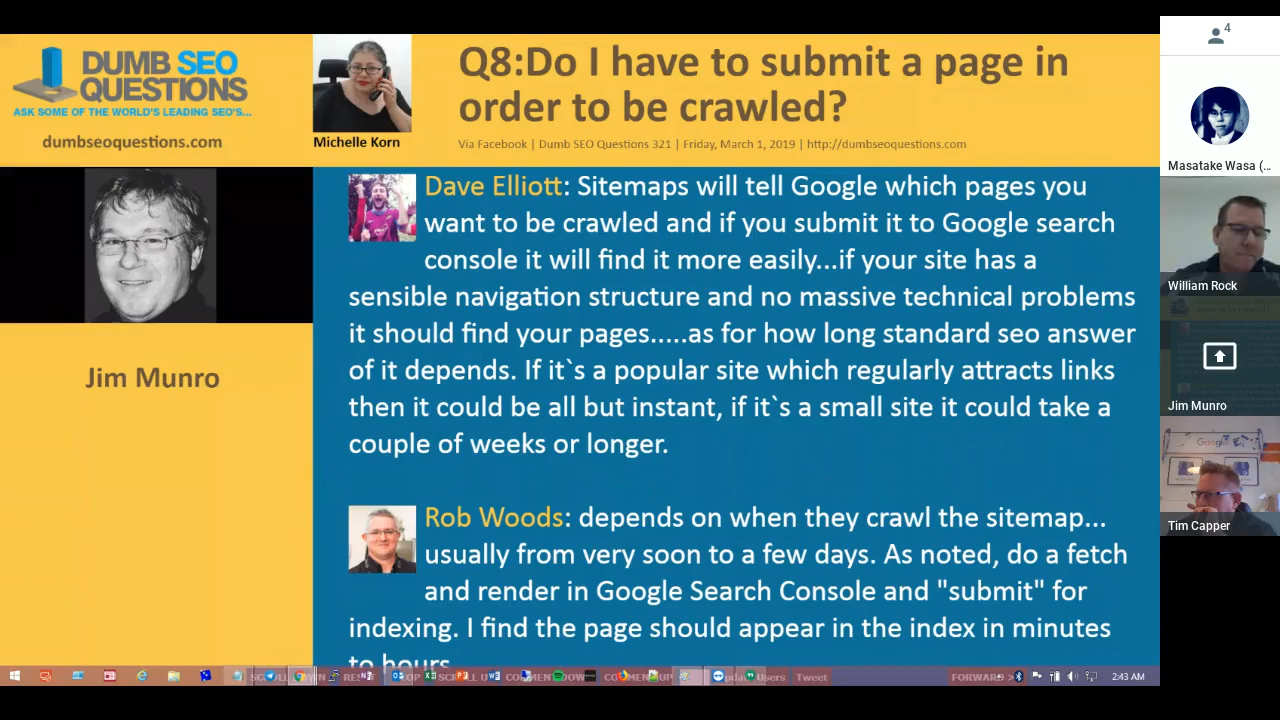 DUMB SEO
QUESTIONS
ASK SOME OF THE WORLD'S LEADING SEO'S...
dumbseoquestions.com
Michelle Korn
Q8:Do I have to submit a page in
order to be crawled?
Via Facebook | Dumb SEO Questions 321 | Friday, March 1, 2019 | http://dumbseoquestions.com
Jim Munro
Dave Elliott: Sitemaps will tell Google which pages you
want to be crawled and if you submit it to Google search
console it will find it more easily...if your site has a
sensible navigation structure and no massive technical problems
it should find your pages.....as for how long standard seo answer
of it depends. If it`s a popular site which regularly attracts links
then it could be all but instant, if it`s a small site it could take a
couple of weeks or longer.
Rob Woods: depends on when they crawl the sitemap...
usually from very soon to a few days. As noted, do a fetch
and render in Google Search Console and "submit" for
indexing. I find the page should appear in the index in minutes
to hours.
Users Tweet FORWARD >
2:43 AM
4
Masatake Wasa (...
William Rock
Jim Munro
Google
Tim Capper